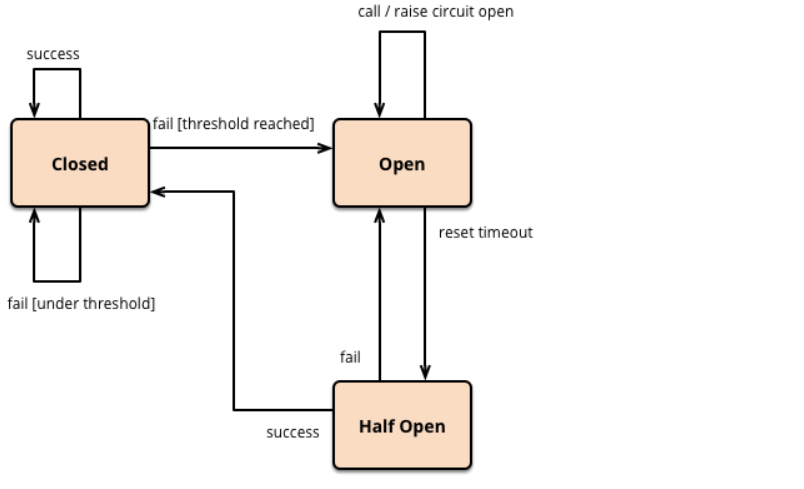 call / raise circuit open
success
fail [threshold reached]
Closed
Open
reset timeout
fail [under threshold]
fail
Half Open
success